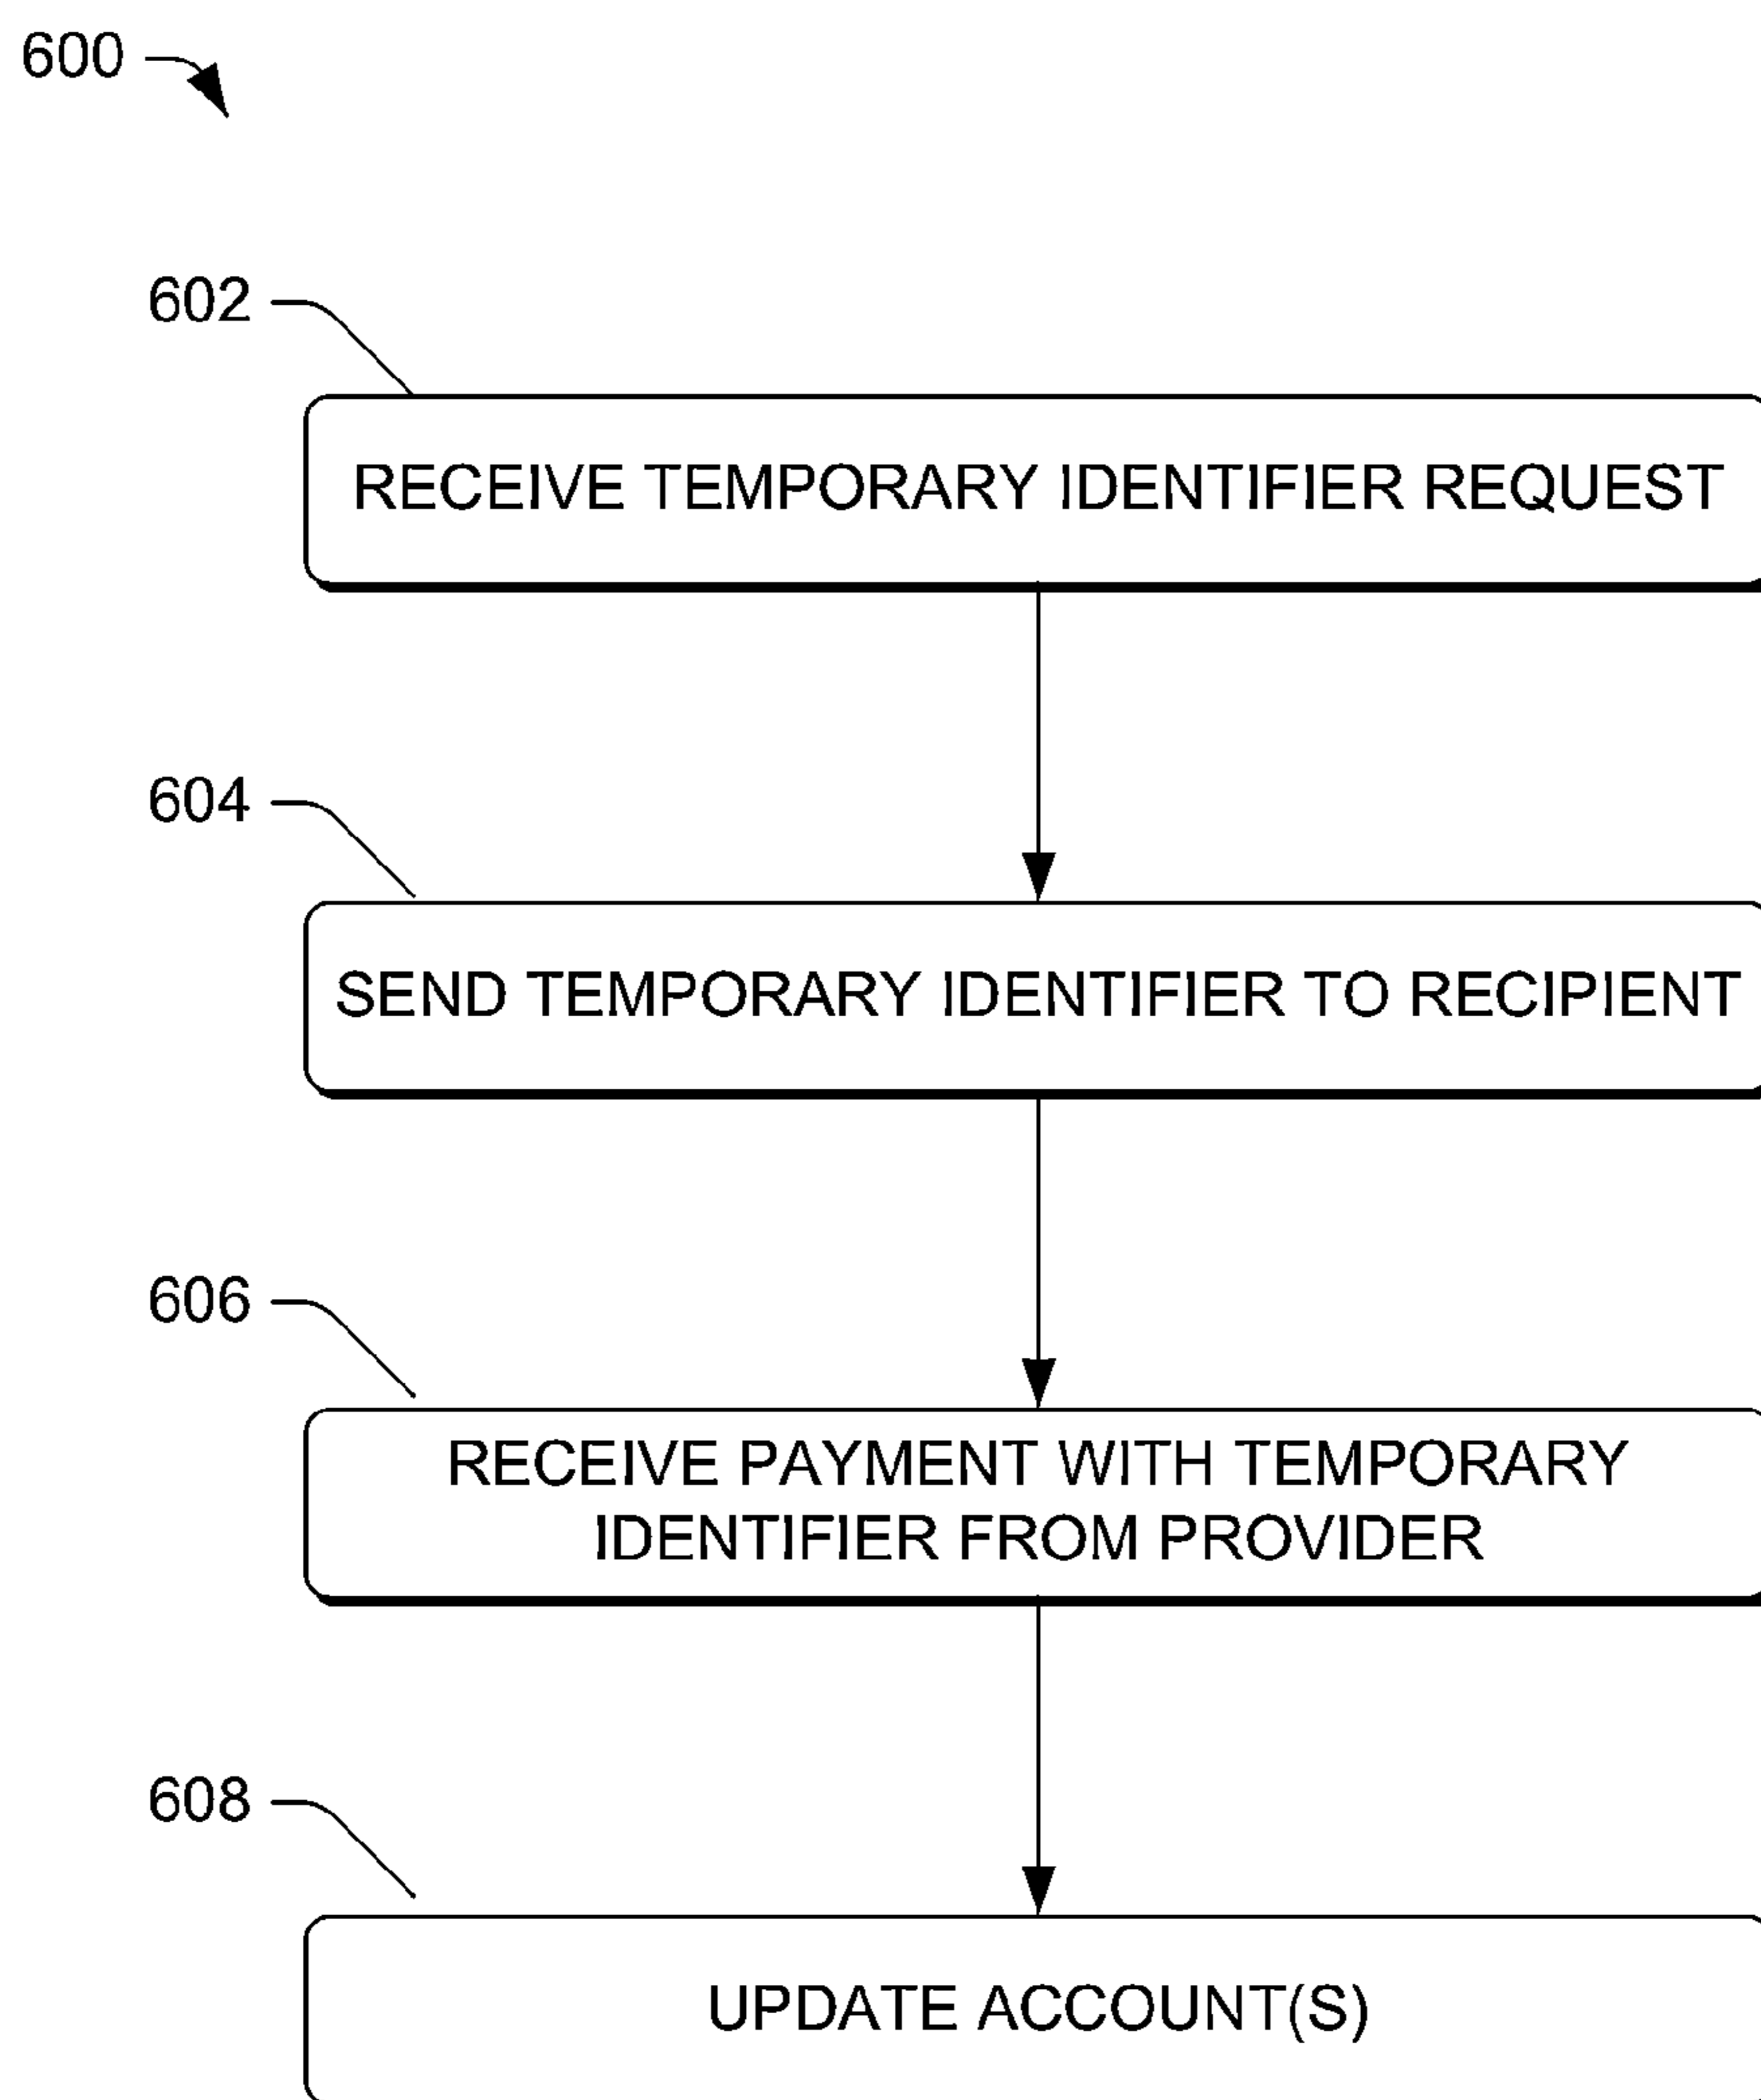 600
602
RECEIVE TEMPORARY IDENTIFIER REQUEST
604
SEND TEMPORARY IDENTIFIER TO RECIPIENT
606
RECEIVE PAYMENT WITH TEMPORARY
IDENTIFIER FROM PROVIDER
608
UPDATE ACCOUNT(S)